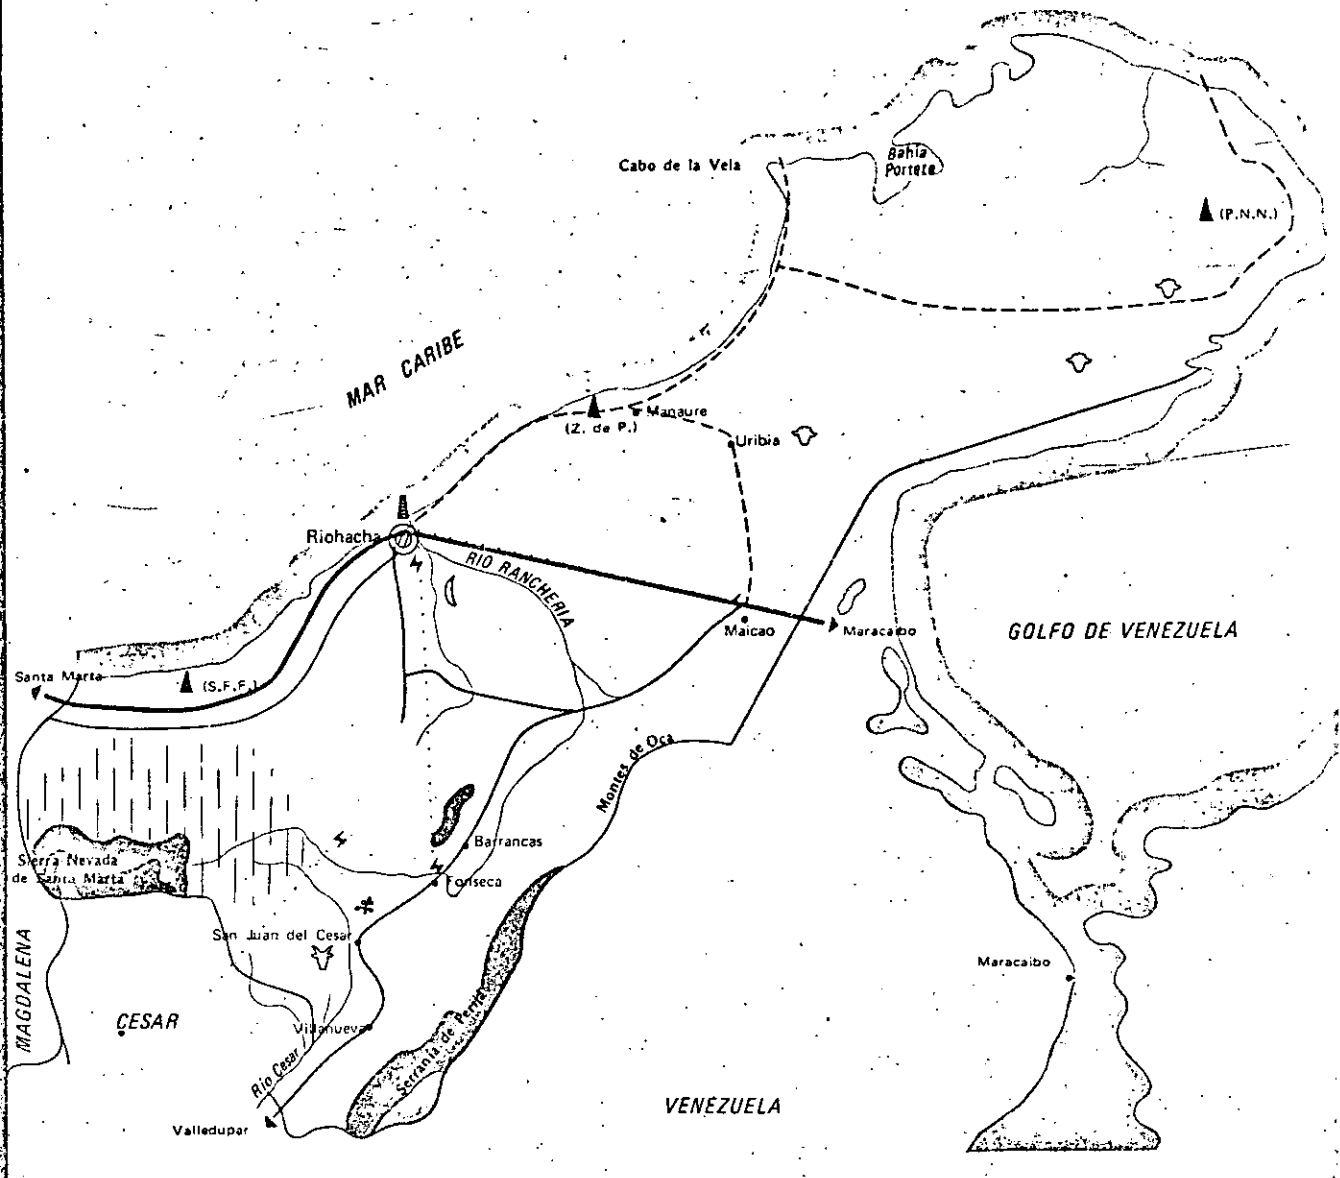 Cabo de la Vela
Bahía
Portete
(P.N.N.)
MAR CARIBE
Manaure
(Z. de P.)
Uribia
Riohacha
RIO RANCHERIA
Maicao
Maracaibo
GOLFO DE VENEZUELA
Santa Marta
(S.F.F.)
Montes de Oca
Barrancas
Sierra Nevada
de Santa Marta
Fonseca
San Juan del Cesar
MAGDALENA
Maracaibo
CESAR
Villanueva
Río Cesar
Serranía de Perijá
VENEZUELA
Valledupar